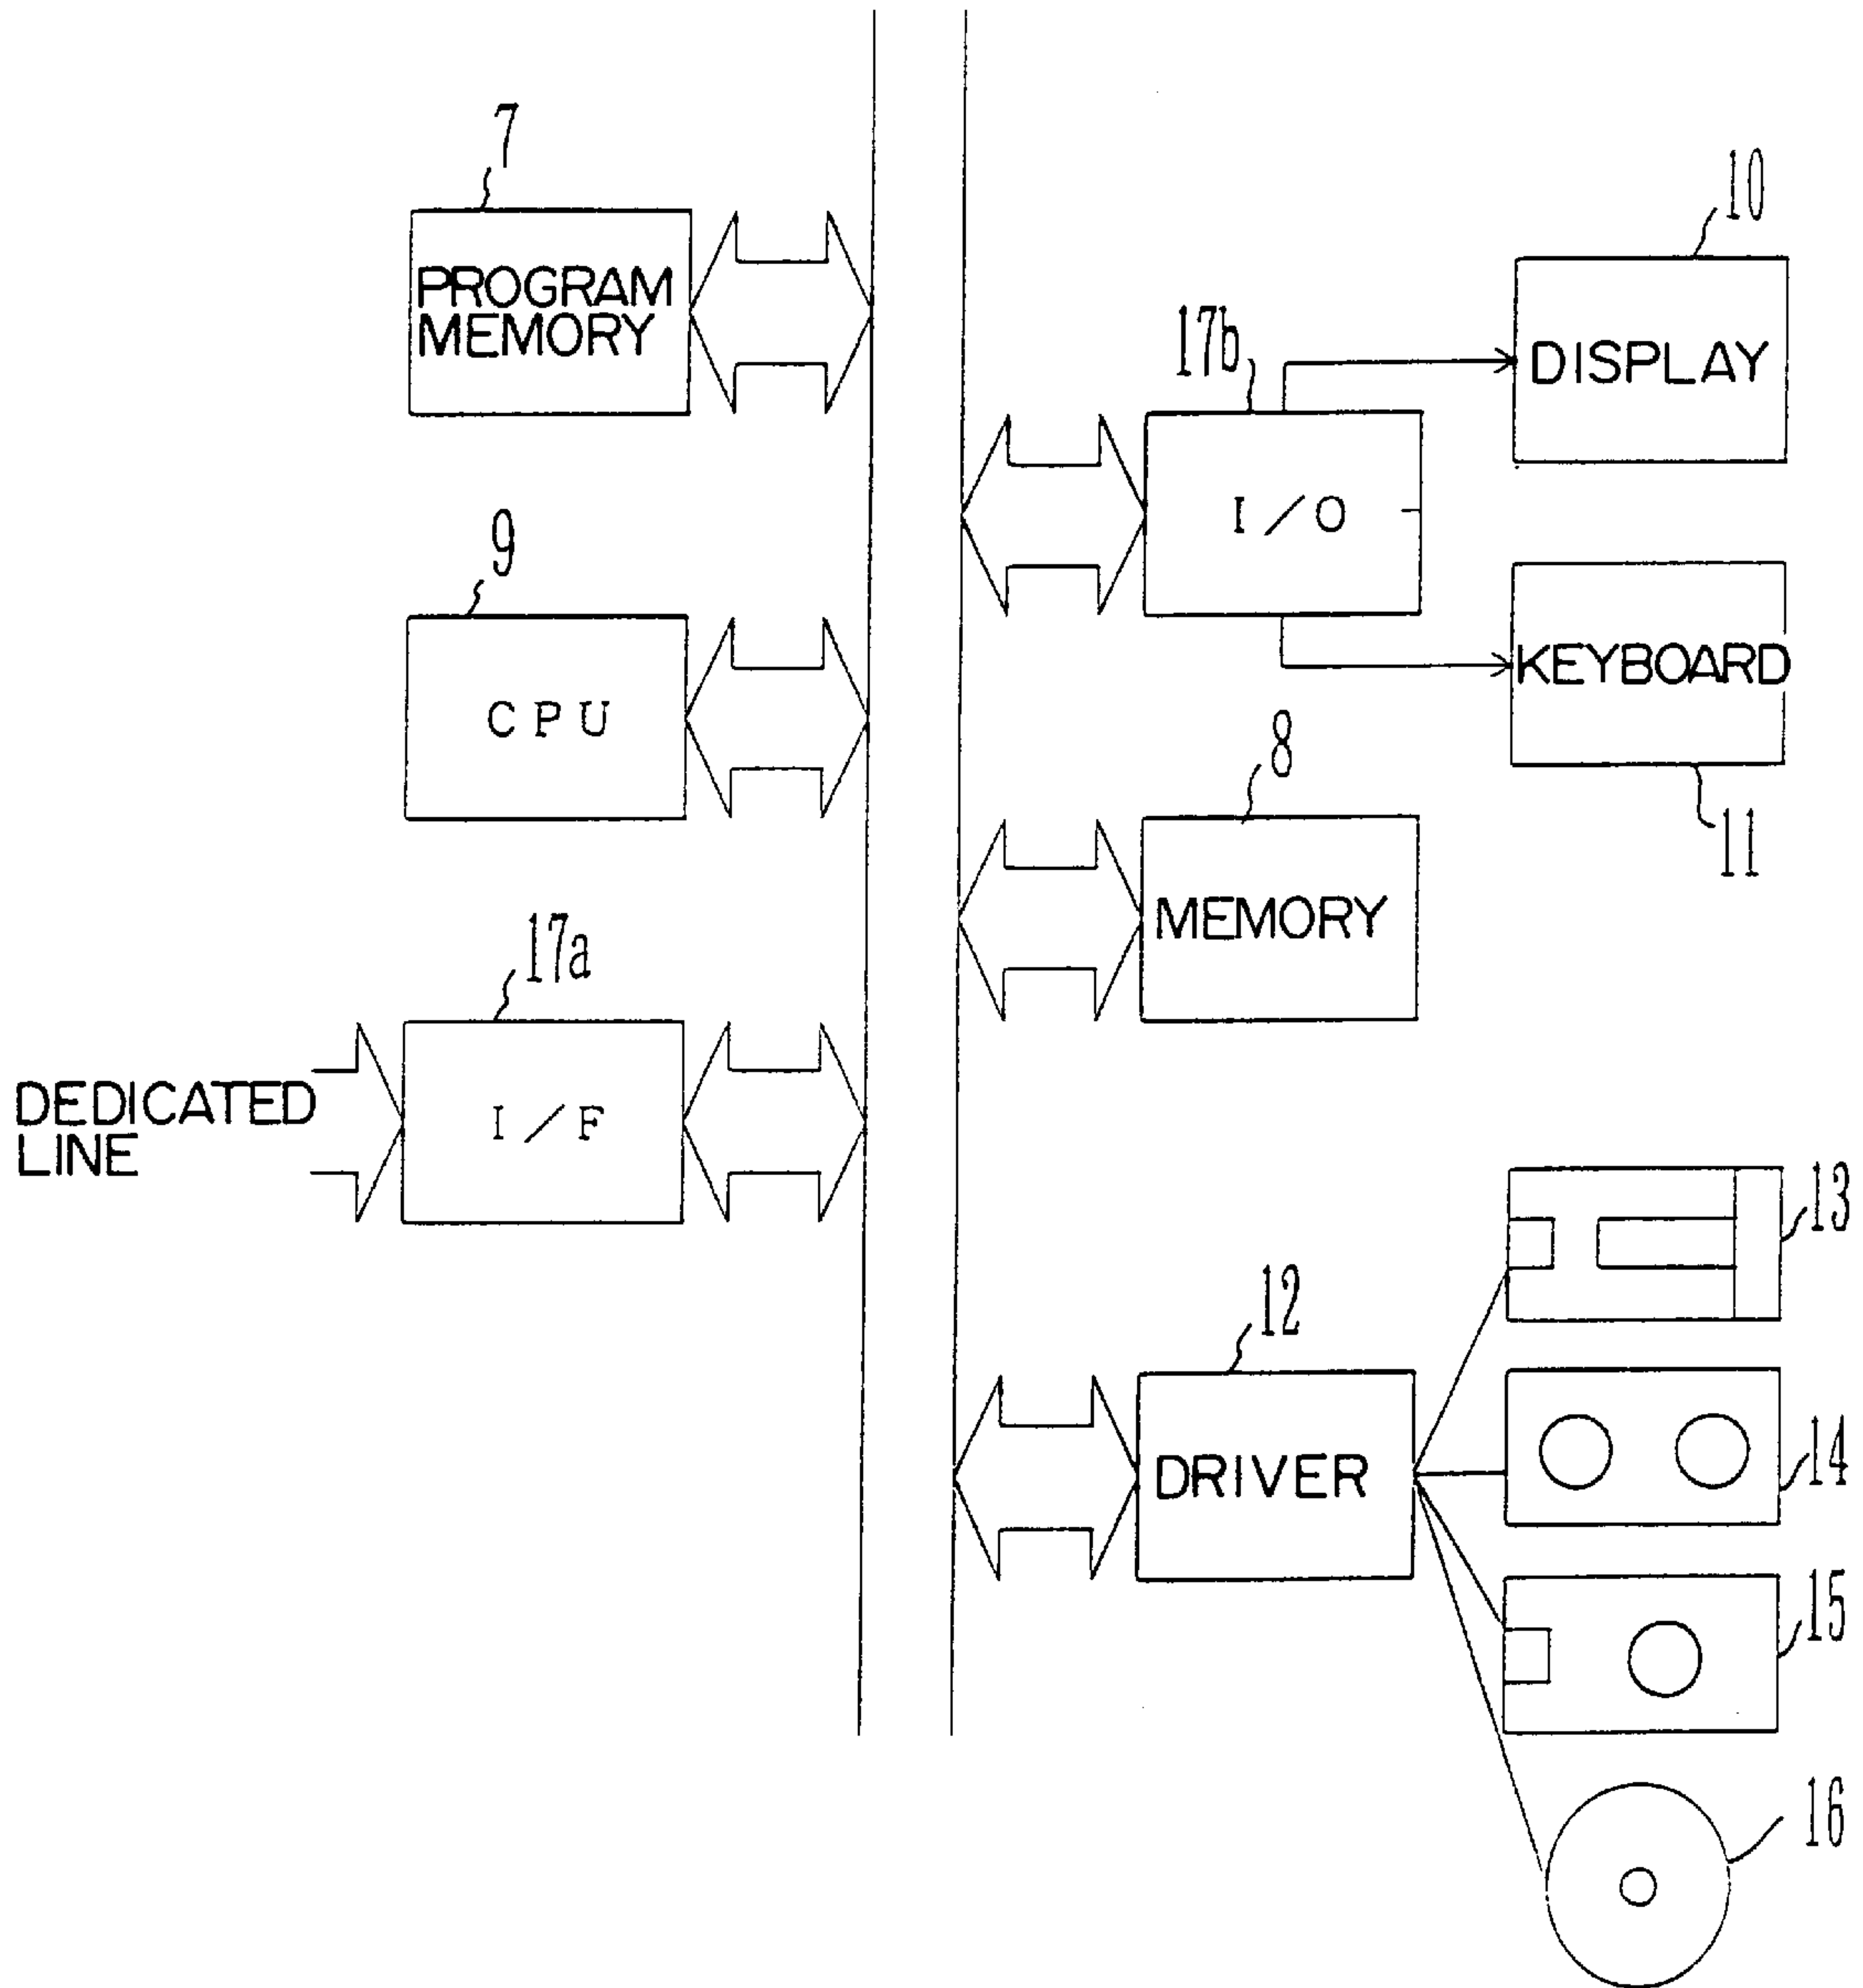 7
PROGRAM
MEMORY
10
DISPLAY
17b
I/O
9
CPU
KEYBOARD
11
8
MEMORY
17a
DEDICATED
LINE
I/F
13
12
DRIVER
14
15
16